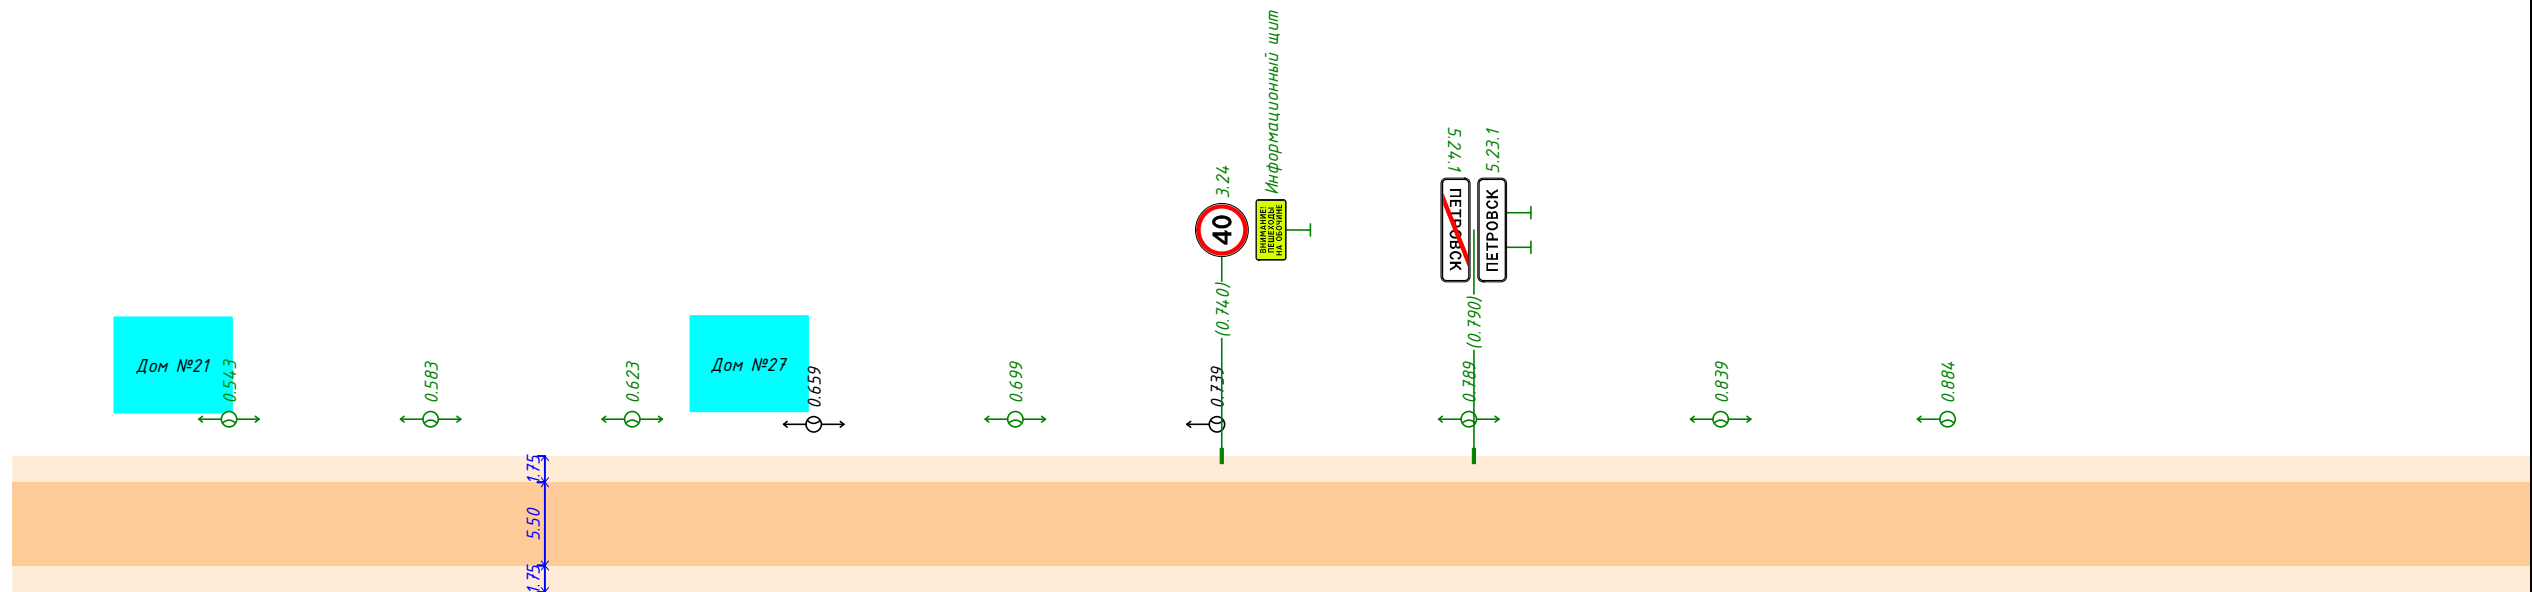 Информационный щит
5.24.1
5.23.1
3.24
40
ВНИМАНИЕ!
ПЕШЕХОДЫ
НА ОБОЧИНЕ
ПЕТРОВСК
ПЕТРОВСК
(0.740)
(0.790)
Дом №21
0.543
0.583
0.623
Дом №27
0.659
0.699
0.739
0.789
0.839
0.884
1.75
5.50
1.75